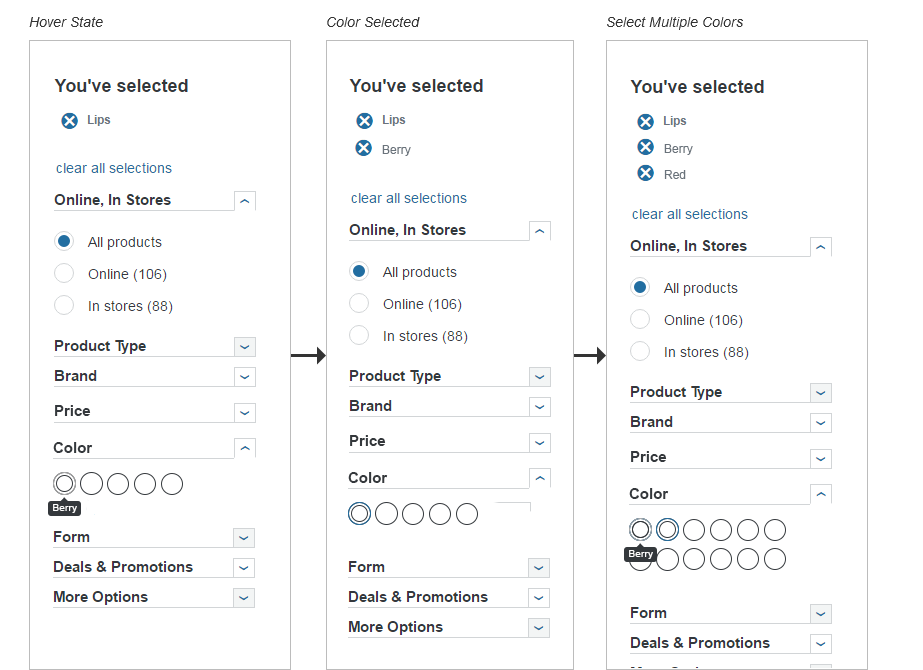 Hover State
You've selected
Lips
clear all selections
Online, In Stores
All products
Online (106)
In stores (88)
Product Type
Brand
Price
Color
Berry
Form
Deals & Promotions
More Options
Color Selected
You've selected
Lips
Berry
clear all selections
Online, In Stores
All products
Online (106)
In stores (88)
Product Type
Brand
Price
Color
Form
Deals & Promotions
More Options
Select Multiple Colors
You've selected
Lips
Berry
Red
clear all selections
Online, In Stores
All products
Online (106)
In stores (88)
Product Type
Brand
Price
Color
Berry
Form
Deals & Promotions